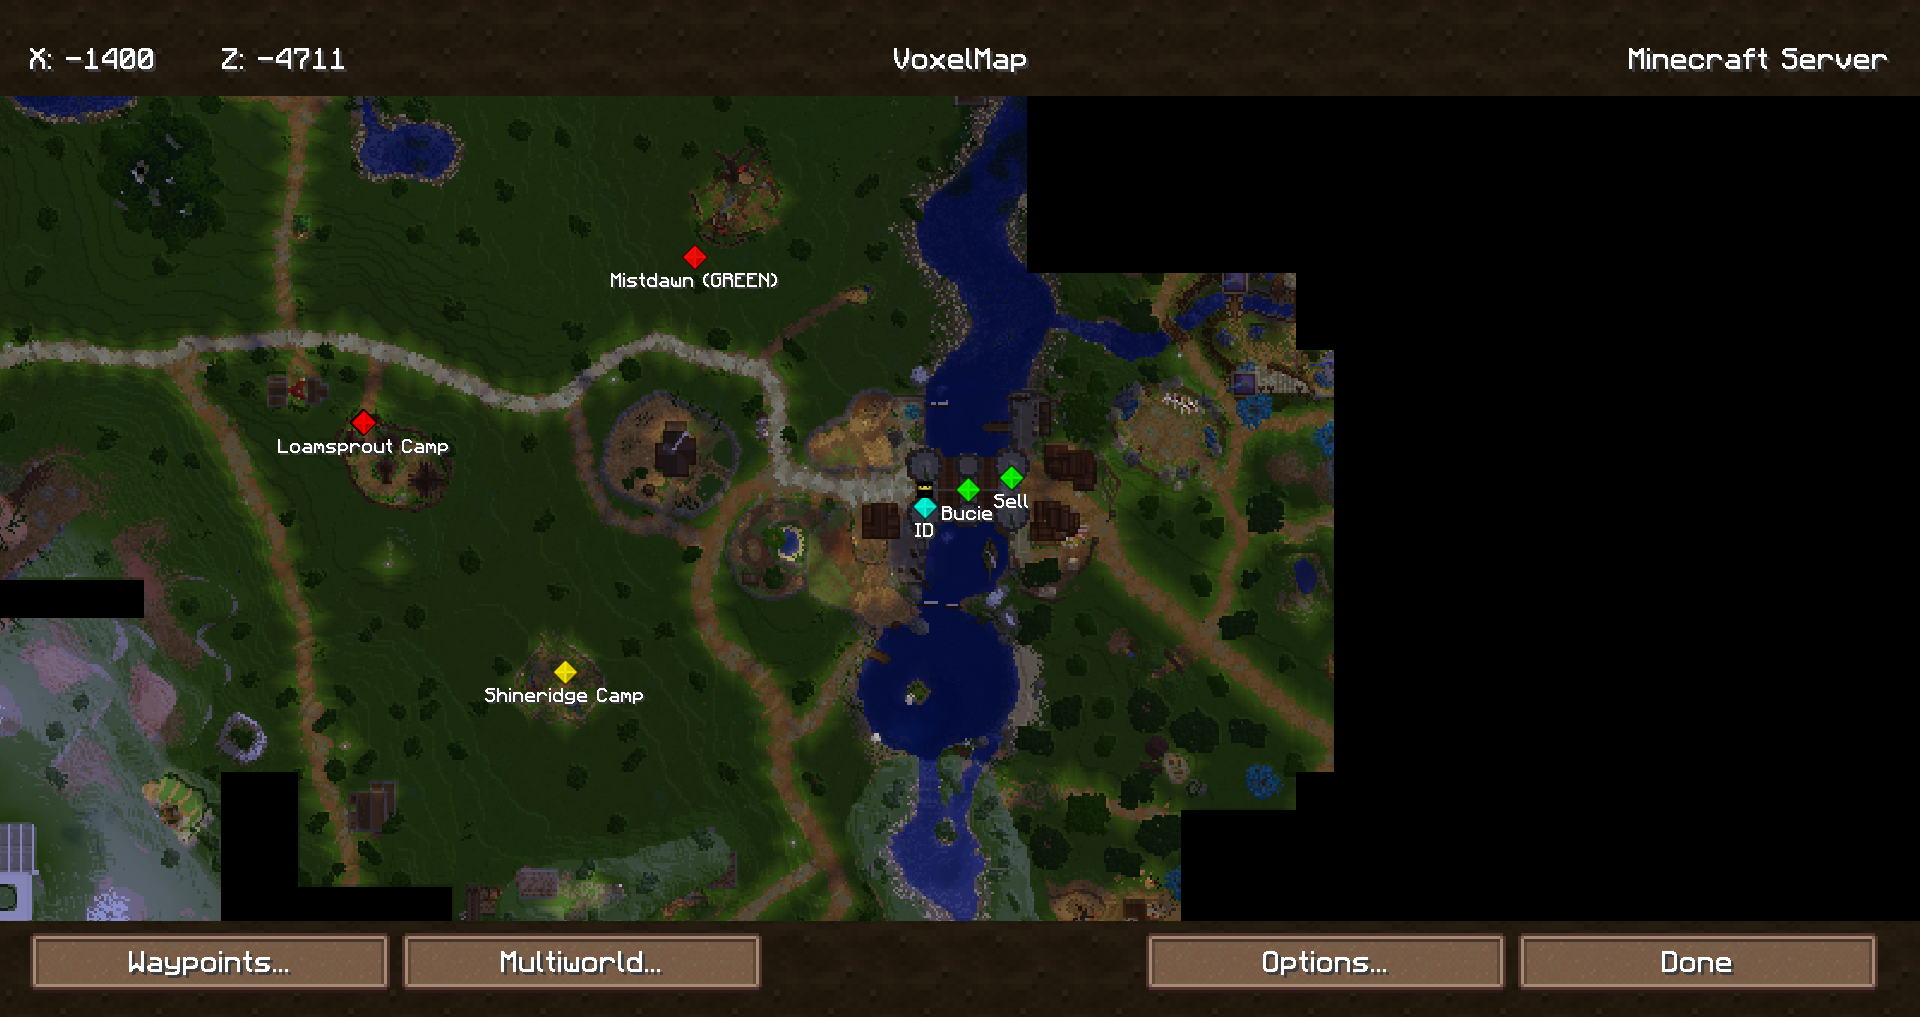 X: -1400 Z: -4711
VoxelMap
Minecraft Server
Mistdawn (GREEN)
Loamsprout Camp
Sell
Bucie
ID
Shineridge Camp
Waypoints...
Multiworld...
Options...
Done